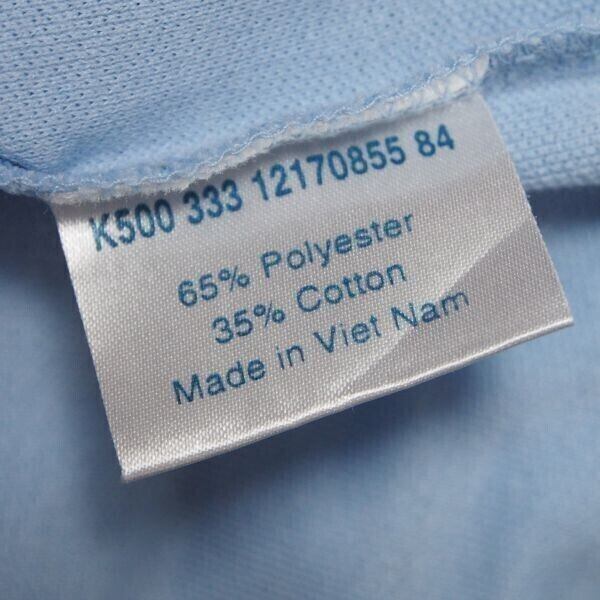 K500 333 12170855 84
65% Polyester
35% Cotton
Made in Viet Nam